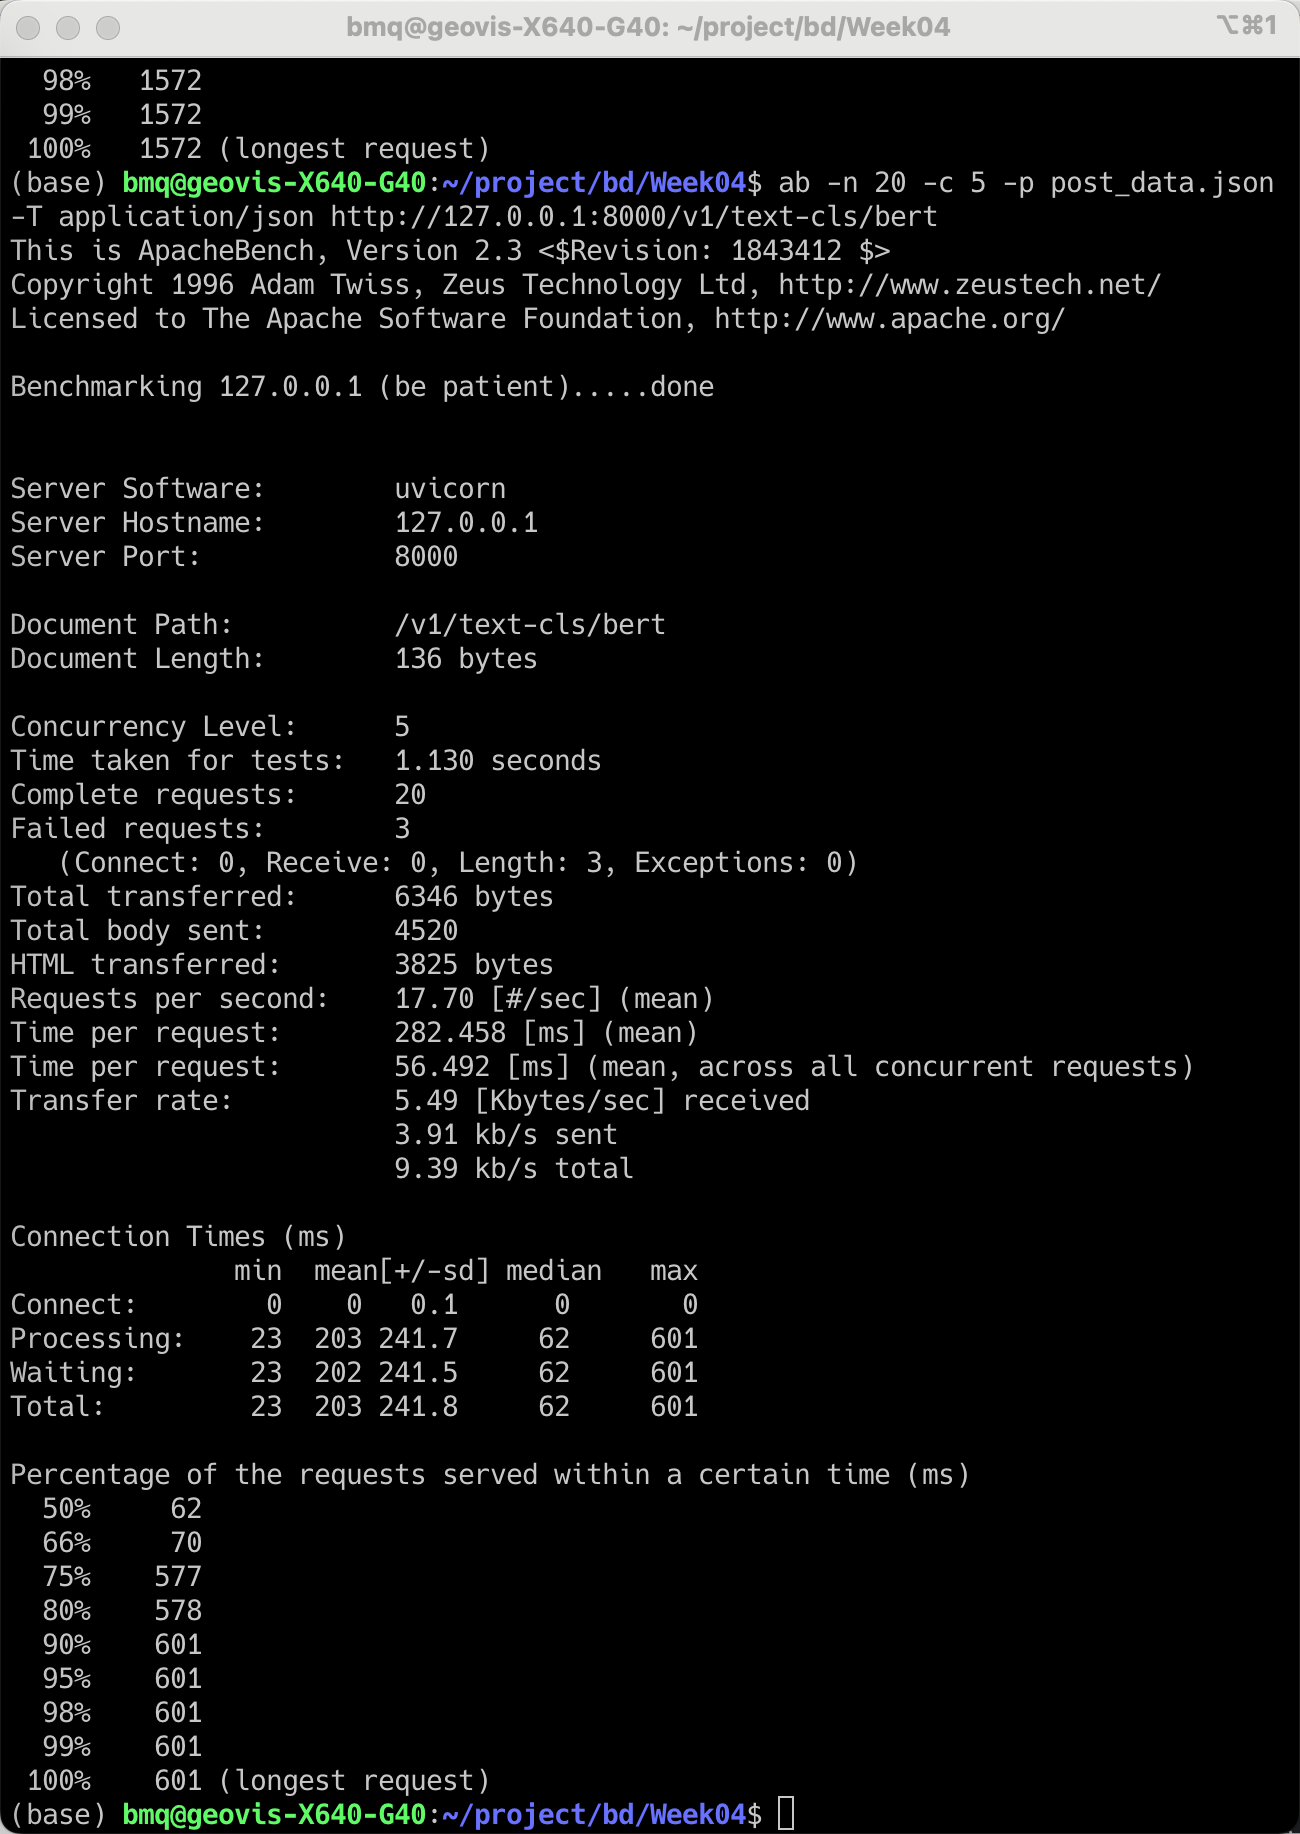 bmq@geovis-X640-G40: ~/project/bd/Week04 ⌥⌘1
98% 1572
99% 1572
100% 1572 (longest request)
(base) bmq@geovis-X640-G40:~/project/bd/Week04$ ab -n 20 -c 5 -p post_data.json
-T application/json http://127.0.0.1:8000/v1/text-cls/bert
This is ApacheBench, Version 2.3 <$Revision: 1843412 $>
Copyright 1996 Adam Twiss, Zeus Technology Ltd, http://www.zeustech.net/
Licensed to The Apache Software Foundation, http://www.apache.org/

Benchmarking 127.0.0.1 (be patient).....done


Server Software:        uvicorn
Server Hostname:        127.0.0.1
Server Port:            8000

Document Path:          /v1/text-cls/bert
Document Length:        136 bytes

Concurrency Level:      5
Time taken for tests:   1.130 seconds
Complete requests:      20
Failed requests:        3
   (Connect: 0, Receive: 0, Length: 3, Exceptions: 0)
Total transferred:      6346 bytes
Total body sent:        4520
HTML transferred:       3825 bytes
Requests per second:    17.70 [#/sec] (mean)
Time per request:       282.458 [ms] (mean)
Time per request:       56.492 [ms] (mean, across all concurrent requests)
Transfer rate:          5.49 [Kbytes/sec] received
                        3.91 kb/s sent
                        9.39 kb/s total

Connection Times (ms)
              min  mean[+/-sd] median   max
Connect:        0    0   0.1      0       0
Processing:    23  203 241.7     62     601
Waiting:       23  202 241.5     62     601
Total:         23  203 241.8     62     601

Percentage of the requests served within a certain time (ms)
  50%     62
  66%     70
  75%    577
  80%    578
  90%    601
  95%    601
  98%    601
  99%    601
 100%    601 (longest request)
(base) bmq@geovis-X640-G40:~/project/bd/Week04$